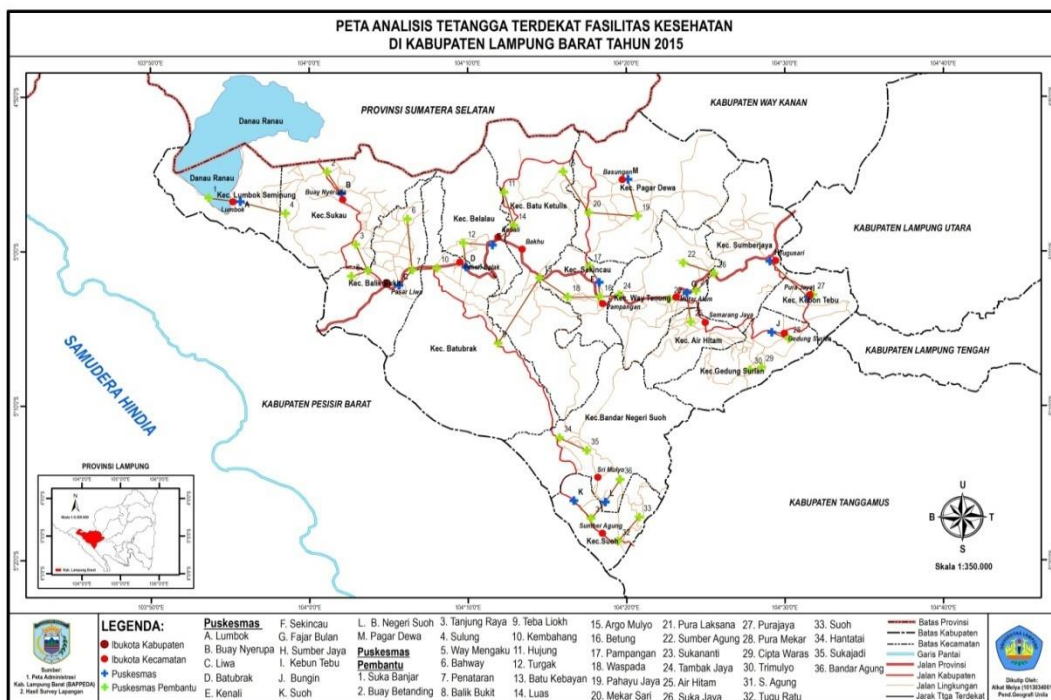 PETA ANALISIS TETANGGA TERDEKAT FASILITAS KESEHATAN
DI KABUPATEN LAMPUNG BARAT TAHUN 2015
103°50'0"E
104°0'0"E
104°10'0"E
104°20'0"E
104°30'0"E
104°40'0"E
KABUPATEN WAY KANAN
PROVINSI SUMATERA SELATAN
Danau Ranau
Danau Ranau
Kec. Lumbok Seminung
Lumbok
Buay Nyerupa
Kec.Sukau
Kec. Belalau
Kec. Batu Ketulis
Basungan
Kec. Pagar Dewa
KABUPATEN LAMPUNG UTARA
Kec. Sumberjaya
Kenali
Bakhu
Kec. Sekincau
Pasar Liwa
Kec. Way Tenong
Pampangan
Kec. Kebon Tebu
Semarang Jaya
Kec. Air Hitam
Kec. Batubrak
Kec.Gedung Surian
KABUPATEN LAMPUNG TENGAH
SAMUDERA HINDIA
KABUPATEN PESISIR BARAT
Kec.Bandar Negeri Suoh
Sri Mulyo
Sumber Agung
Kec.Suoh
KABUPATEN TANGGAMUS
PROVINSI LAMPUNG
N
Kab. Lampung Barat
U
B T
S
Skala 1:350.000
LEGENDA:
Ibukota Kabupaten
Ibukota Kecamatan
Puskesmas
Puskesmas Pembantu
Sumber:
1. Peta Administrasi
Kab. Lampung Barat (BAPPEDA)
2. Hasil Survey Lapangan
Puskesmas
A. Lumbok
B. Buay Nyerupa
C. Liwa
D. Batubrak
E. Kenali
F. Sekincau
G. Fajar Bulan
H. Sumber Jaya
I. Kebun Tebu
J. Bungin
K. Suoh
L. B. Negeri Suoh
M. Pagar Dewa
Puskesmas
Pembantu
1. Suka Banjar
2. Buay Betanding
3. Tanjung Raya
4. Sulung
5. Way Mengaku
6. Bahway
7. Penataran
8. Balik Bukit
9. Teba Liokh
10. Kembahang
11. Hujung
12. Turgak
13. Batu Kebayan
14. Luas
15. Argo Mulyo
16. Betung
17. Pampangan
18. Waspada
19. Pahayu Jaya
20. Mekar Sari
21. Pura Laksana
22. Sumber Agung
23. Sukananti
24. Tambak Jaya
25. Air Hitam
26. Suka Jaya
27. Purajaya
28. Pura Mekar
29. Cipta Waras
30. Trimulyo
31. S. Agung
32. Tugu Ratu
33. Suoh
34. Hantatai
35. Sukajadi
36. Bandar Agung
Batas Provinsi
Batas Kabupaten
Batas Kecamatan
Garis Pantai
Jalan Provinsi
Jalan Kabupaten
Jalan Lingkungan
Jarak Ttga Terdekat
Dikutip Oleh: